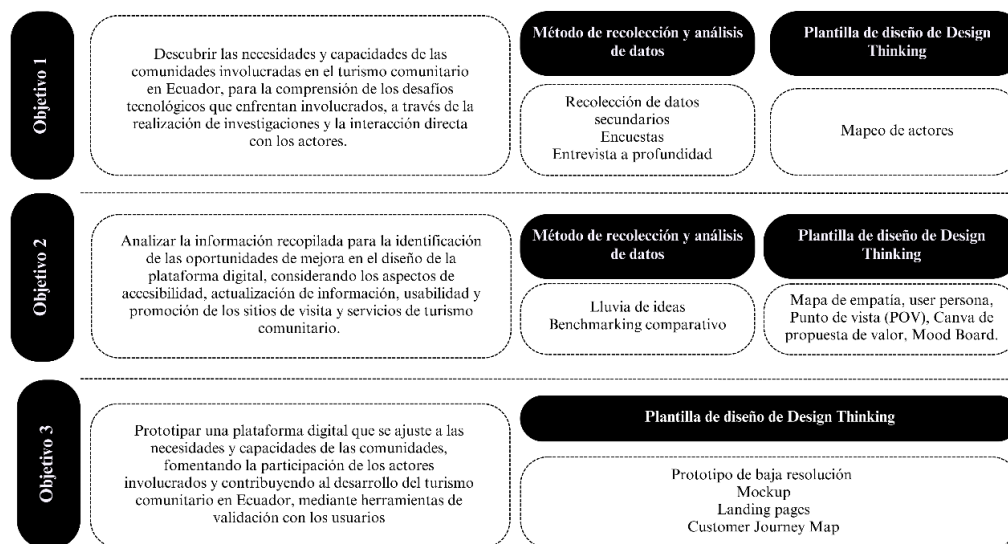 Objetivo 1
Descubrir las necesidades y capacidades de las
comunidades involucradas en el turismo comunitario
en Ecuador, para la comprensión de los desafíos
tecnológicos que enfrentan involucrados, a través de la
realización de investigaciones y la interacción directa
con los actores.
Método de recolección y análisis
de datos
Recolección de datos
secundarios
Encuestas
Entrevista a profundidad
Plantilla de diseño de Design
Thinking
Mapeo de actores
Objetivo 2
Analizar la información recopilada para la identificación
de las oportunidades de mejora en el diseño de la
plataforma digital, considerando los aspectos de
accesibilidad, actualización de información, usabilidad y
promoción de los sitios de visita y servicios de turismo
comunitario.
Método de recolección y análisis
de datos
Lluvia de ideas
Benchmarking comparativo
Plantilla de diseño de Design
Thinking
Mapa de empatía, user persona,
Punto de vista (POV), Canva de
propuesta de valor, Mood Board.
Objetivo 3
Prototipar una plataforma digital que se ajuste a las
necesidades y capacidades de las comunidades,
fomentando la participación de los actores
involucrados y contribuyendo al desarrollo del turismo
comunitario en Ecuador, mediante herramientas de
validación con los usuarios
Plantilla de diseño de Design Thinking
Prototipo de baja resolución
Mockup
Landing pages
Customer Journey Map